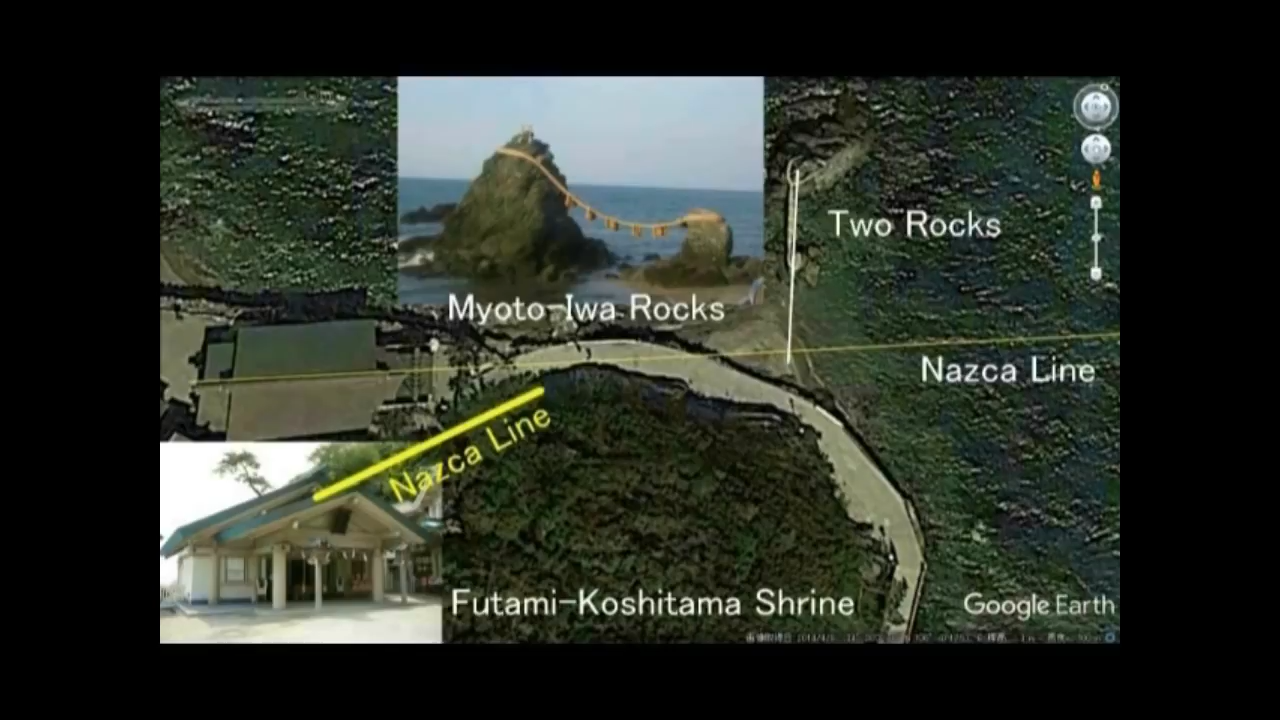 Two Rocks
Myoto-Iwa Rocks
Nazca Line
Nazca Line
Futami-Koshitama Shrine
Google Earth